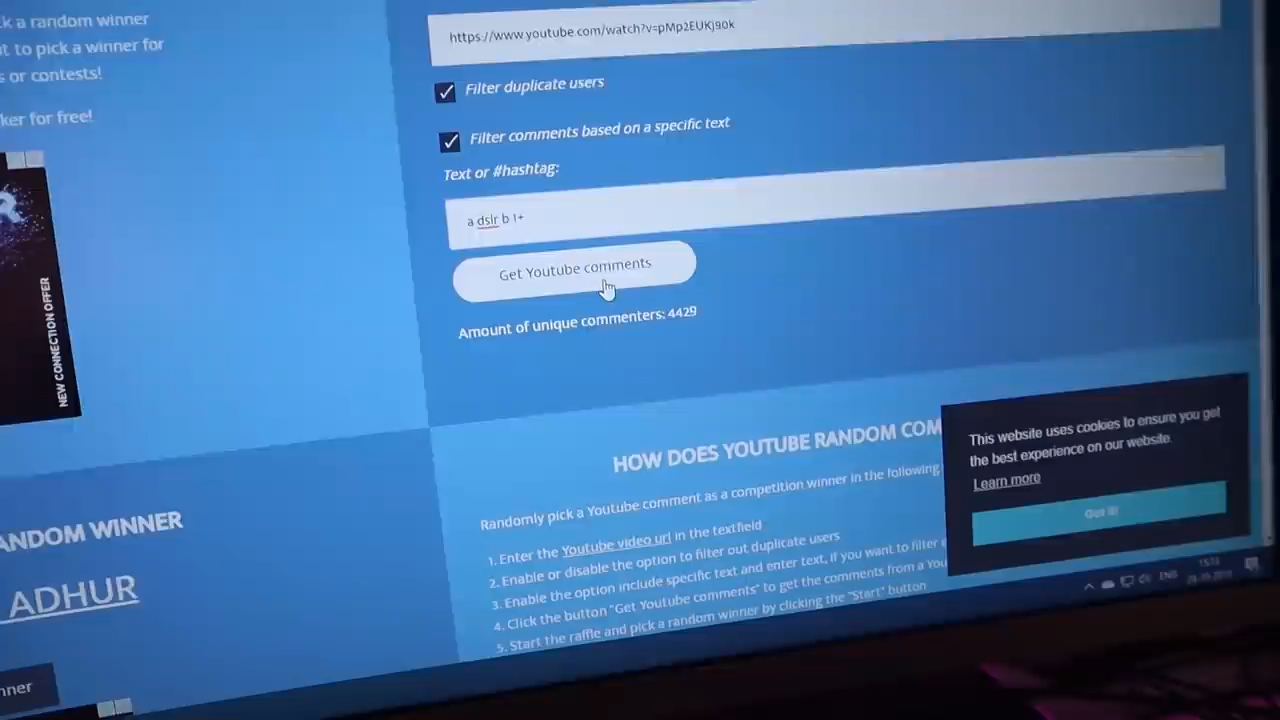 ck a random winner
t to pick a winner for
s or contests!
ker for free!
R
NEW CONNECTION OFFER
ANDOM WINNER
ADHUR
nner
https://www.youtube.com/watch?v=pMp2EUKj90k
Filter duplicate users
Filter comments based on a specific text
Text or #hashtag:
a dslr b 1+
Get Youtube comments
Amount of unique commenters: 4429
HOW DOES YOUTUBE RANDOM COM
Randomly pick a Youtube comment as a competition winner in the following
1. Enter the Youtube video url in the textfield
2. Enable or disable the option to filter out duplicate users
3. Enable the option include specific text and enter text, if you want to filter
4. Click the button "Get Youtube comments" to get the comments from a You
5. Start the raffle and pick a random winner by clicking the "Start" button
This website uses cookies to ensure you get
the best experience on our website.
Learn more
Got it!
ENG